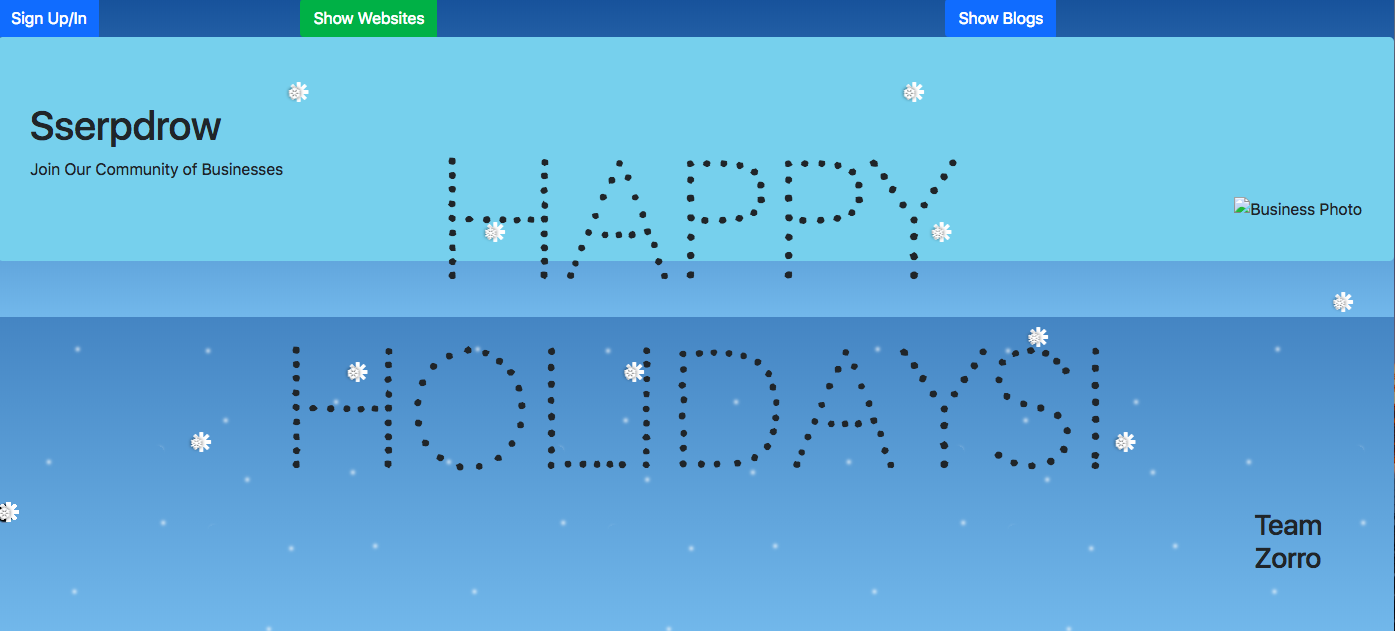 Sign Up/In
Show Websites
Show Blogs
Sserpdrow
Join Our Community of Businesses
HAPPY
Business Photo
HOLIDAYS!
Team
Zorro